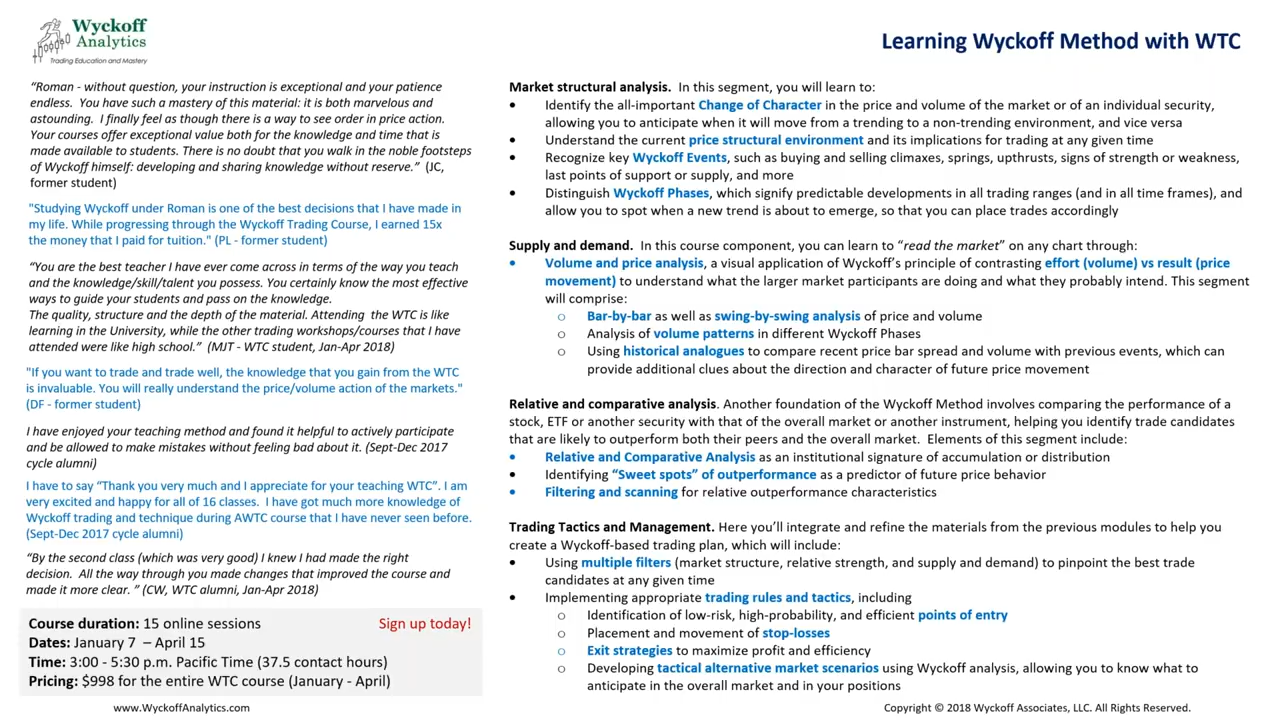 Wyckoff
Analytics
Trading Education and Mastery
Learning Wyckoff Method with WTC
“Roman - without question, your instruction is exceptional and your patience
endless.  You have such a mastery of this material: it is both marvelous and
astounding.  I finally feel as though there is a way to see order in price action.
Your courses offer exceptional value both for the knowledge and time that is
made available to students. There is no doubt that you walk in the noble footsteps
of Wyckoff himself: developing and sharing knowledge without reserve.”  (JC,
former student)
"Studying Wyckoff under Roman is one of the best decisions that I have made in
my life. While progressing through the Wyckoff Trading Course, I earned 15x
the money that I paid for tuition." (PL - former student)
“You are the best teacher I have ever come across in terms of the way you teach
and the knowledge/skill/talent you possess. You certainly know the most effective
ways to guide your students and pass on the knowledge.
The quality, structure and the depth of the material. Attending  the WTC is like
learning in the University, while the other trading workshops/courses that I have
attended were like high school.”  (MJT - WTC student, Jan-Apr 2018)
"If you want to trade and trade well, the knowledge that you gain from the WTC
is invaluable. You will really understand the price/volume action of the markets."
(DF - former student)
I have enjoyed your teaching method and found it helpful to actively participate
and be allowed to make mistakes without feeling bad about it. (Sept-Dec 2017
cycle alumni)
I have to say “Thank you very much and I appreciate for your teaching WTC”. I am
very excited and happy for all of 16 classes.  I have got much more knowledge of
Wyckoff trading and technique during AWTC course that I have never seen before.
(Sept-Dec 2017 cycle alumni)
“By the second class (which was very good) I knew I had made the right
decision.  All the way through you made changes that improved the course and
made it more clear. ” (CW, WTC alumni, Jan-Apr 2018)
Course duration: 15 online sessions
Sign up today!
Dates: January 7  – April 15
Time: 3:00 - 5:30 p.m. Pacific Time (37.5 contact hours)
Pricing: $998 for the entire WTC course (January - April)
www.WyckoffAnalytics.com
Market structural analysis.  In this segment, you will learn to:
• Identify the all-important Change of Character in the price and volume of the market or of an individual security,
allowing you to anticipate when it will move from a trending to a non-trending environment, and vice versa
• Understand the current price structural environment and its implications for trading at any given time
• Recognize key Wyckoff Events, such as buying and selling climaxes, springs, upthrusts, signs of strength or weakness,
last points of support or supply, and more
• Distinguish Wyckoff Phases, which signify predictable developments in all trading ranges (and in all time frames), and
allow you to spot when a new trend is about to emerge, so that you can place trades accordingly
Supply and demand.  In this course component, you can learn to “read the market” on any chart through:
• Volume and price analysis, a visual application of Wyckoff’s principle of contrasting effort (volume) vs result (price
movement) to understand what the larger market participants are doing and what they probably intend. This segment
will comprise:
o Bar-by-bar as well as swing-by-swing analysis of price and volume
o Analysis of volume patterns in different Wyckoff Phases
o Using historical analogues to compare recent price bar spread and volume with previous events, which can
provide additional clues about the direction and character of future price movement
Relative and comparative analysis. Another foundation of the Wyckoff Method involves comparing the performance of a
stock, ETF or another security with that of the overall market or another instrument, helping you identify trade candidates
that are likely to outperform both their peers and the overall market.  Elements of this segment include:
• Relative and Comparative Analysis as an institutional signature of accumulation or distribution
• Identifying “Sweet spots” of outperformance as a predictor of future price behavior
• Filtering and scanning for relative outperformance characteristics
Trading Tactics and Management. Here you’ll integrate and refine the materials from the previous modules to help you
create a Wyckoff-based trading plan, which will include:
• Using multiple filters (market structure, relative strength, and supply and demand) to pinpoint the best trade
candidates at any given time
• Implementing appropriate trading rules and tactics, including
o Identification of low-risk, high-probability, and efficient points of entry
o Placement and movement of stop-losses
o Exit strategies to maximize profit and efficiency
o Developing tactical alternative market scenarios using Wyckoff analysis, allowing you to know what to
anticipate in the overall market and in your positions
Copyright © 2018 Wyckoff Associates, LLC. All Rights Reserved.